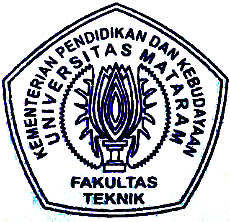 KEMENTERIAN PENDIDIKAN DAN KEBUDAYAAN
UNIVERSITAS MATARAM
FAKULTAS
TEKNIK